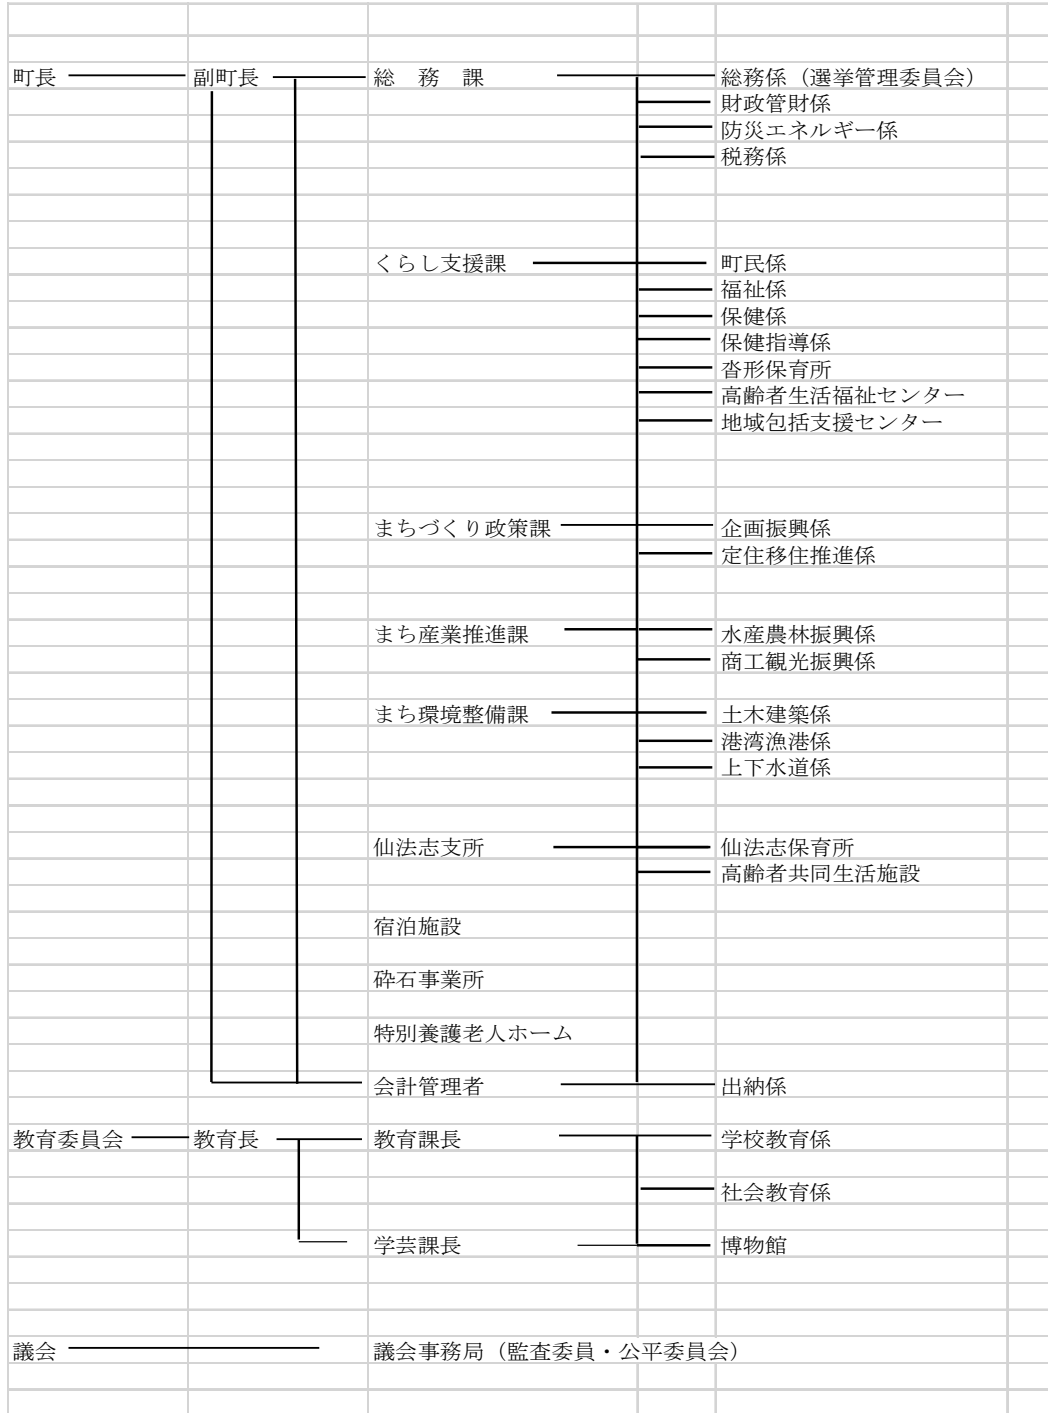 町長 副町長 総　務　課 総務係（選挙管理委員会）
財政管財係
防災エネルギー係
税務係
くらし支援課 町民係
福祉係
保健係
保健指導係
沓形保育所
高齢者生活福祉センター
地域包括支援センター
まちづくり政策課 企画振興係
定住移住推進係
まち産業推進課 水産農林振興係
商工観光振興係
まち環境整備課 土木建築係
港湾漁港係
上下水道係
仙法志支所 仙法志保育所
高齢者共同生活施設
宿泊施設
砕石事業所
特別養護老人ホーム
会計管理者 出納係
教育委員会 教育長 教育課長 学校教育係
社会教育係
学芸課長 博物館
議会 議会事務局（監査委員・公平委員会）